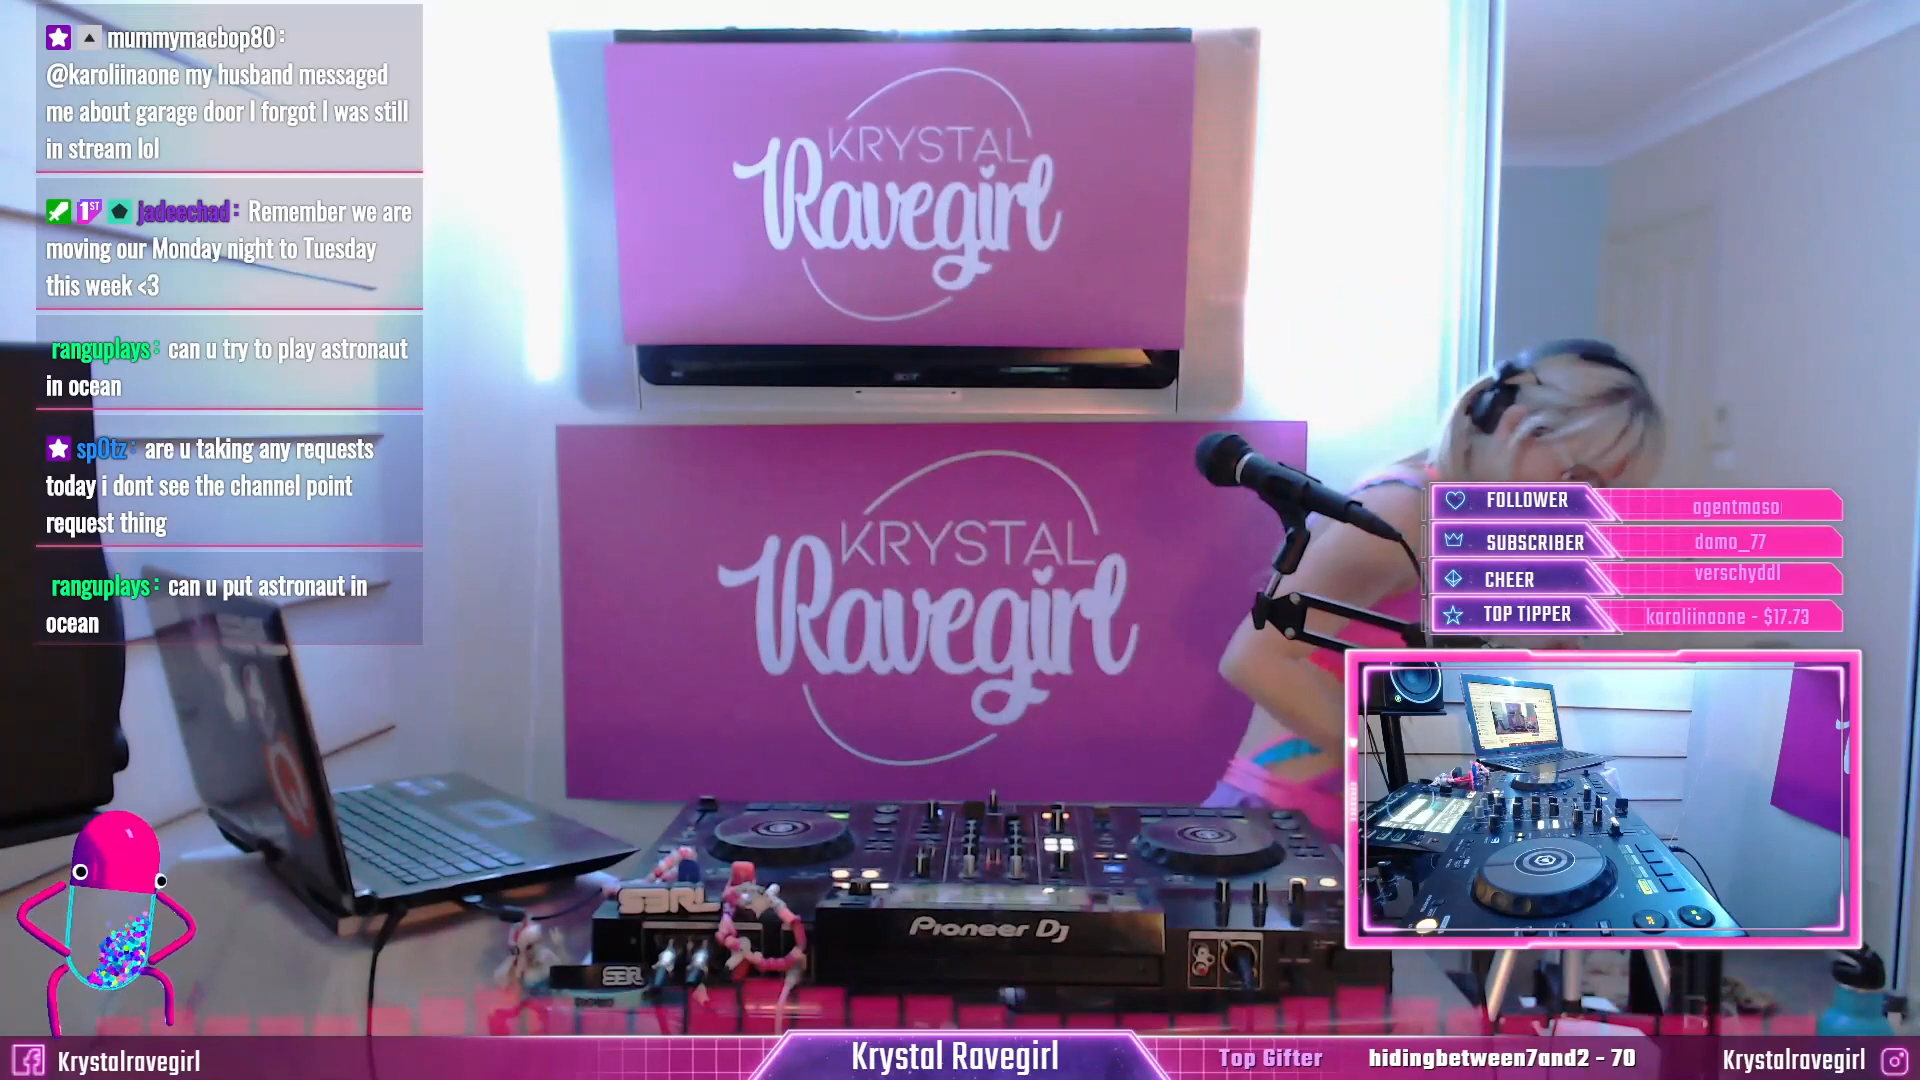 mummymacbop80:
@karoliinaone my husband messaged
me about garage door I forgot I was still
in stream lol
1ST jadeechad: Remember we are
moving our Monday night to Tuesday
this week <3
ranguplays: can u try to play astronaut
in ocean
sp0tz: are u taking any requests
today i dont see the channel point
request thing
ranguplays: can u put astronaut in
ocean
KRYSTAL
Ravegirl
acer
KRYSTAL
Ravegirl
FOLLOWER agentmaso
SUBSCRIBER damo_77
CHEER verschyddl
TOP TIPPER karoliinaone - $17.73
S3RL
Pioneer DJ
S3RL
Krystalravegirl
Krystal Ravegirl
Top Gifter hidingbetween7and2 - 70
Krystalravegirl